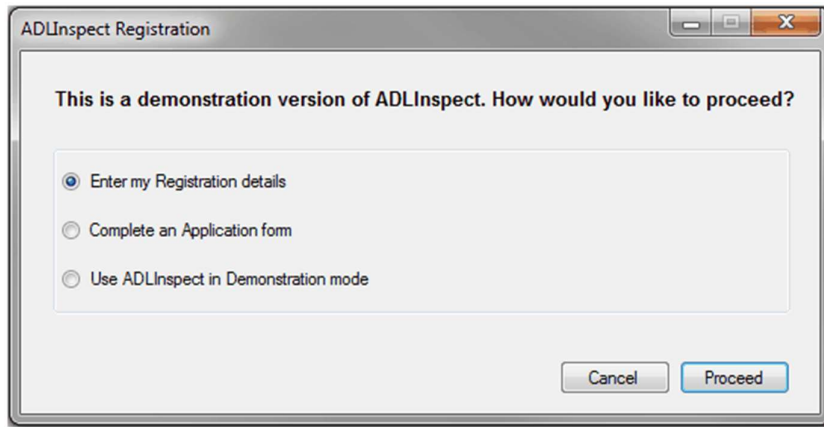 ADLInspect Registration
This is a demonstration version of ADLInspect. How would you like to proceed?
Enter my Registration details
Complete an Application form
Use ADLInspect in Demonstration mode
Cancel Proceed